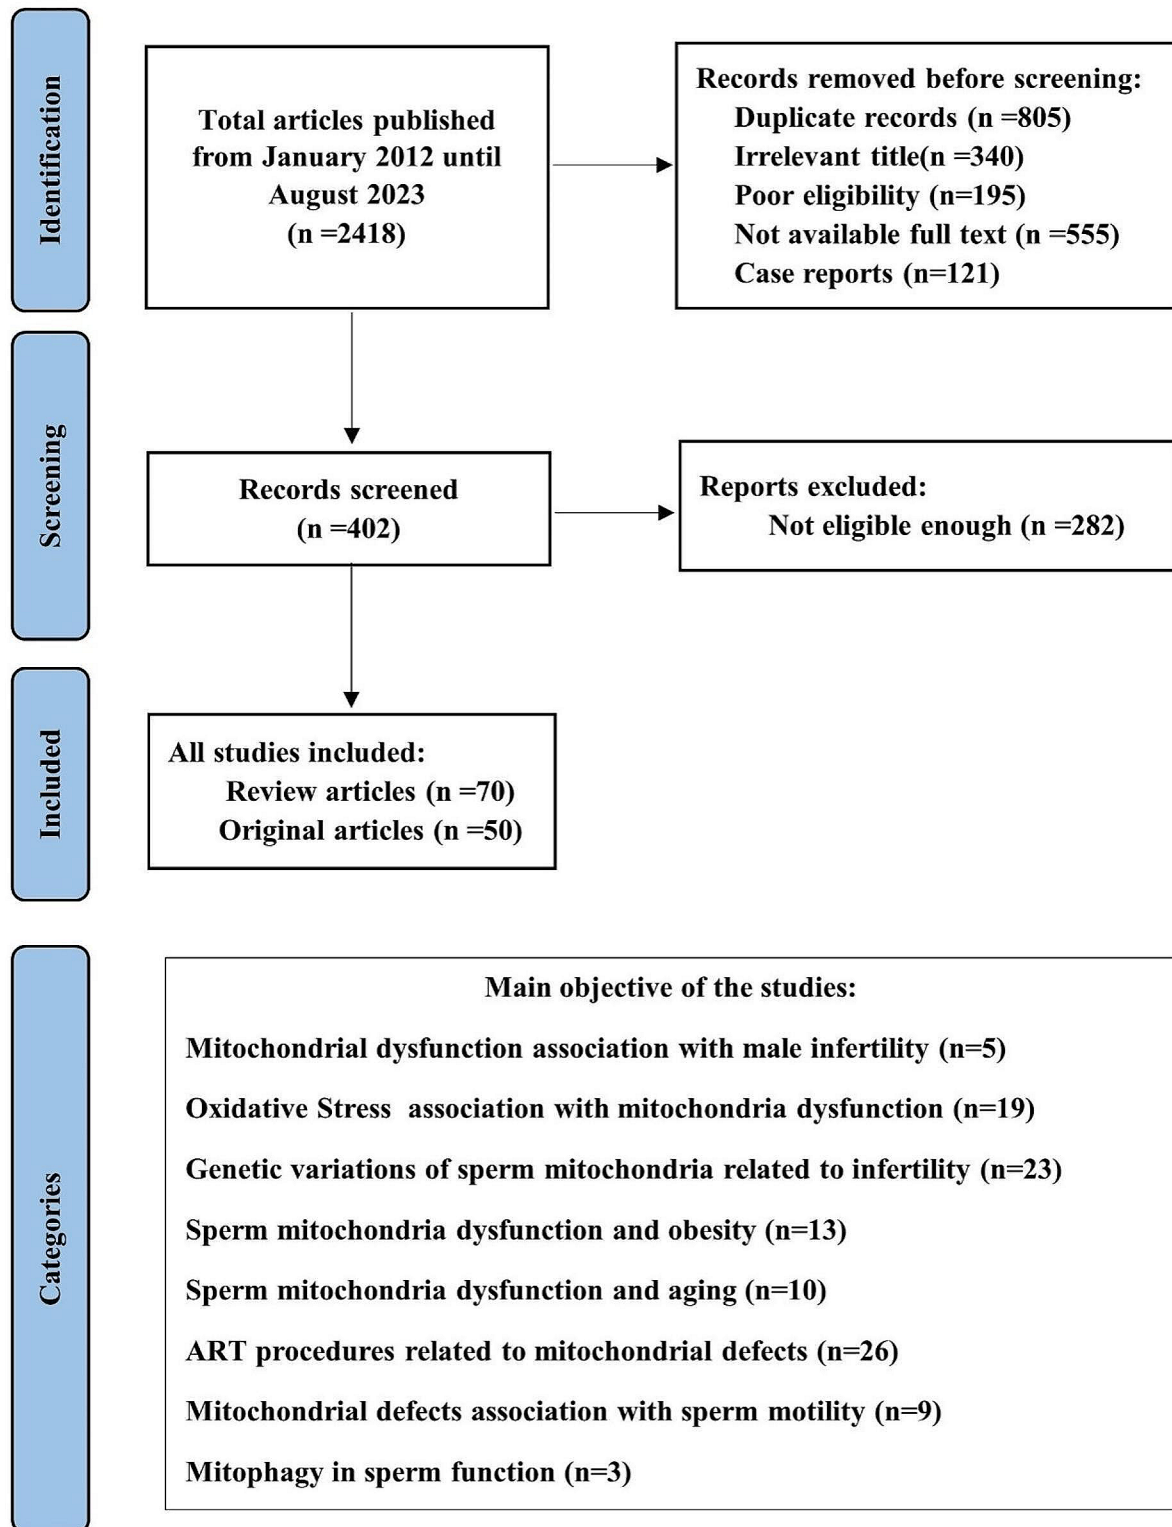 Identification
Total articles published
from January 2012 until
August 2023
(n =2418)
Records removed before screening:
Duplicate records (n =805)
Irrelevant title(n =340)
Poor eligibility (n=195)
Not available full text (n =555)
Case reports (n=121)
Screening
Records screened
(n =402)
Reports excluded:
Not eligible enough (n =282)
Included
All studies included:
Review articles (n =70)
Original articles (n =50)
Categories
Main objective of the studies:
Mitochondrial dysfunction association with male infertility (n=5)
Oxidative Stress  association with mitochondria dysfunction (n=19)
Genetic variations of sperm mitochondria related to infertility (n=23)
Sperm mitochondria dysfunction and obesity (n=13)
Sperm mitochondria dysfunction and aging (n=10)
ART procedures related to mitochondrial defects (n=26)
Mitochondrial defects association with sperm motility (n=9)
Mitophagy in sperm function (n=3)